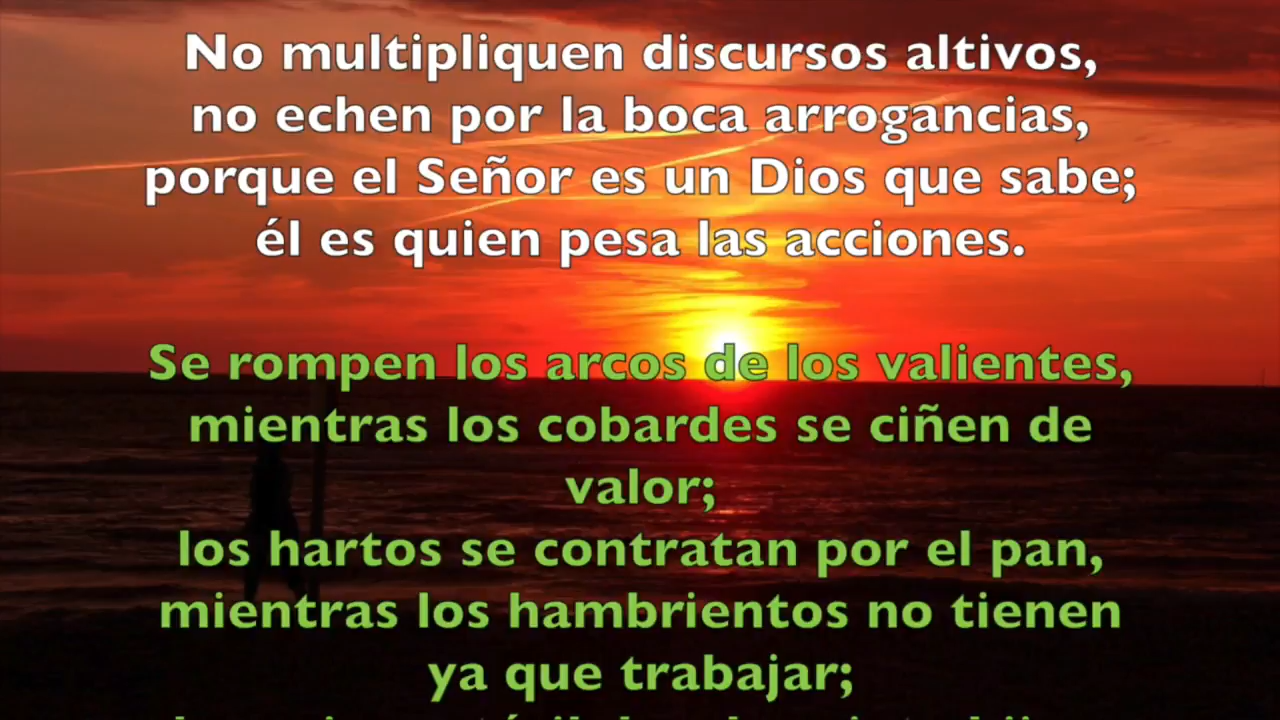 No multipliquen discursos altivos,
no echen por la boca arrogancias,
porque el Señor es un Dios que sabe;
él es quien pesa las acciones.
Se rompen los arcos de los valientes,
mientras los cobardes se ciñen de
valor;
los hartos se contratan por el pan,
mientras los hambrientos no tienen
ya que trabajar;